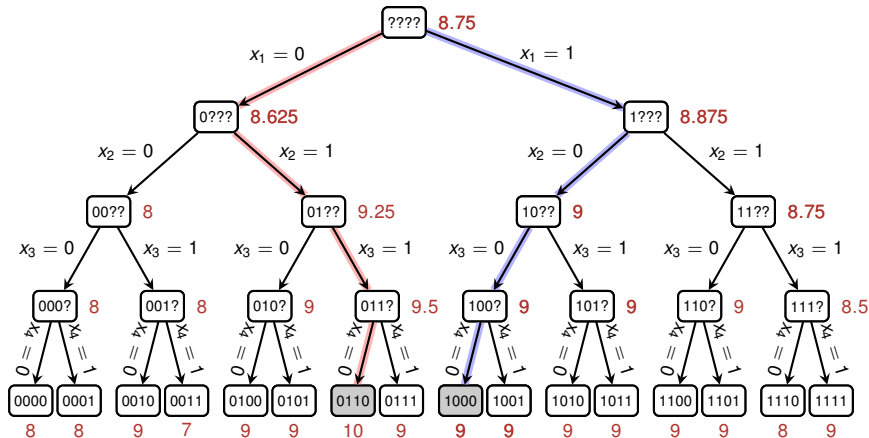 ???? 8.75
x₁ = 0 x₁ = 1
0??? 8.625 1??? 8.875
x₂ = 0 x₂ = 1 x₂ = 0 x₂ = 1
00?? 8 01?? 9.25 10?? 9 11?? 8.75
x₃ = 0 x₃ = 1 x₃ = 0 x₃ = 1 x₃ = 0 x₃ = 1 x₃ = 0 x₃ = 1
000? 8 001? 8 010? 9 011? 9.5 100? 9 101? 9 110? 9 111? 8.5
x₄ = 0 x₄ = 1 x₄ = 0 x₄ = 1 x₄ = 0 x₄ = 1 x₄ = 0 x₄ = 1 x₄ = 0 x₄ = 1 x₄ = 0 x₄ = 1 x₄ = 0 x₄ = 1 x₄ = 0 x₄ = 1
0000 0001 0010 0011 0100 0101 0110 0111 1000 1001 1010 1011 1100 1101 1110 1111
8 8 9 7 9 9 10 9 9 9 9 9 9 9 8 9